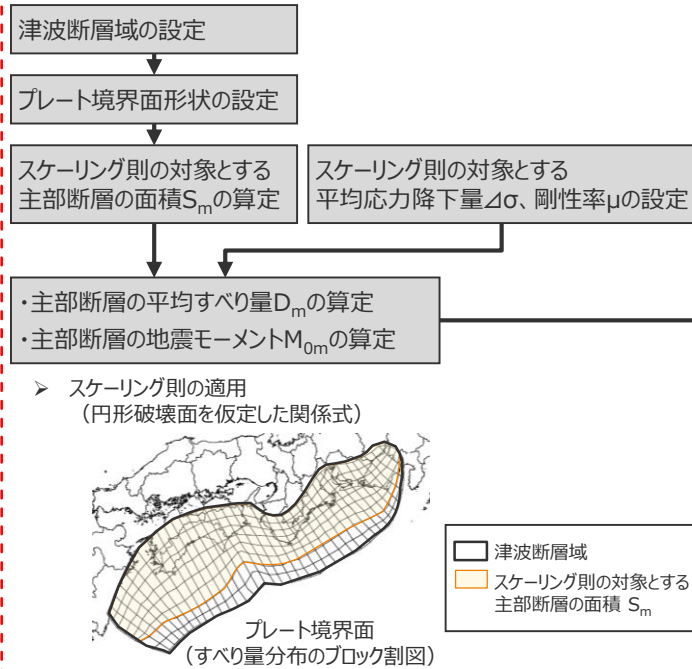 津波断層域の設定
プレート境界面形状の設定
スケーリング則の対象とする
主部断層の面積Smの算定
スケーリング則の対象とする
平均応力降下量⊿σ、剛性率μの設定
・主部断層の平均すべり量Dmの算定
・主部断層の地震モーメントM0mの算定
➢ スケーリング則の適用
（円形破壊面を仮定した関係式）
津波断層域
スケーリング則の対象とする
主部断層の面積 Sm
プレート境界面
（すべり量分布のブロック割図）